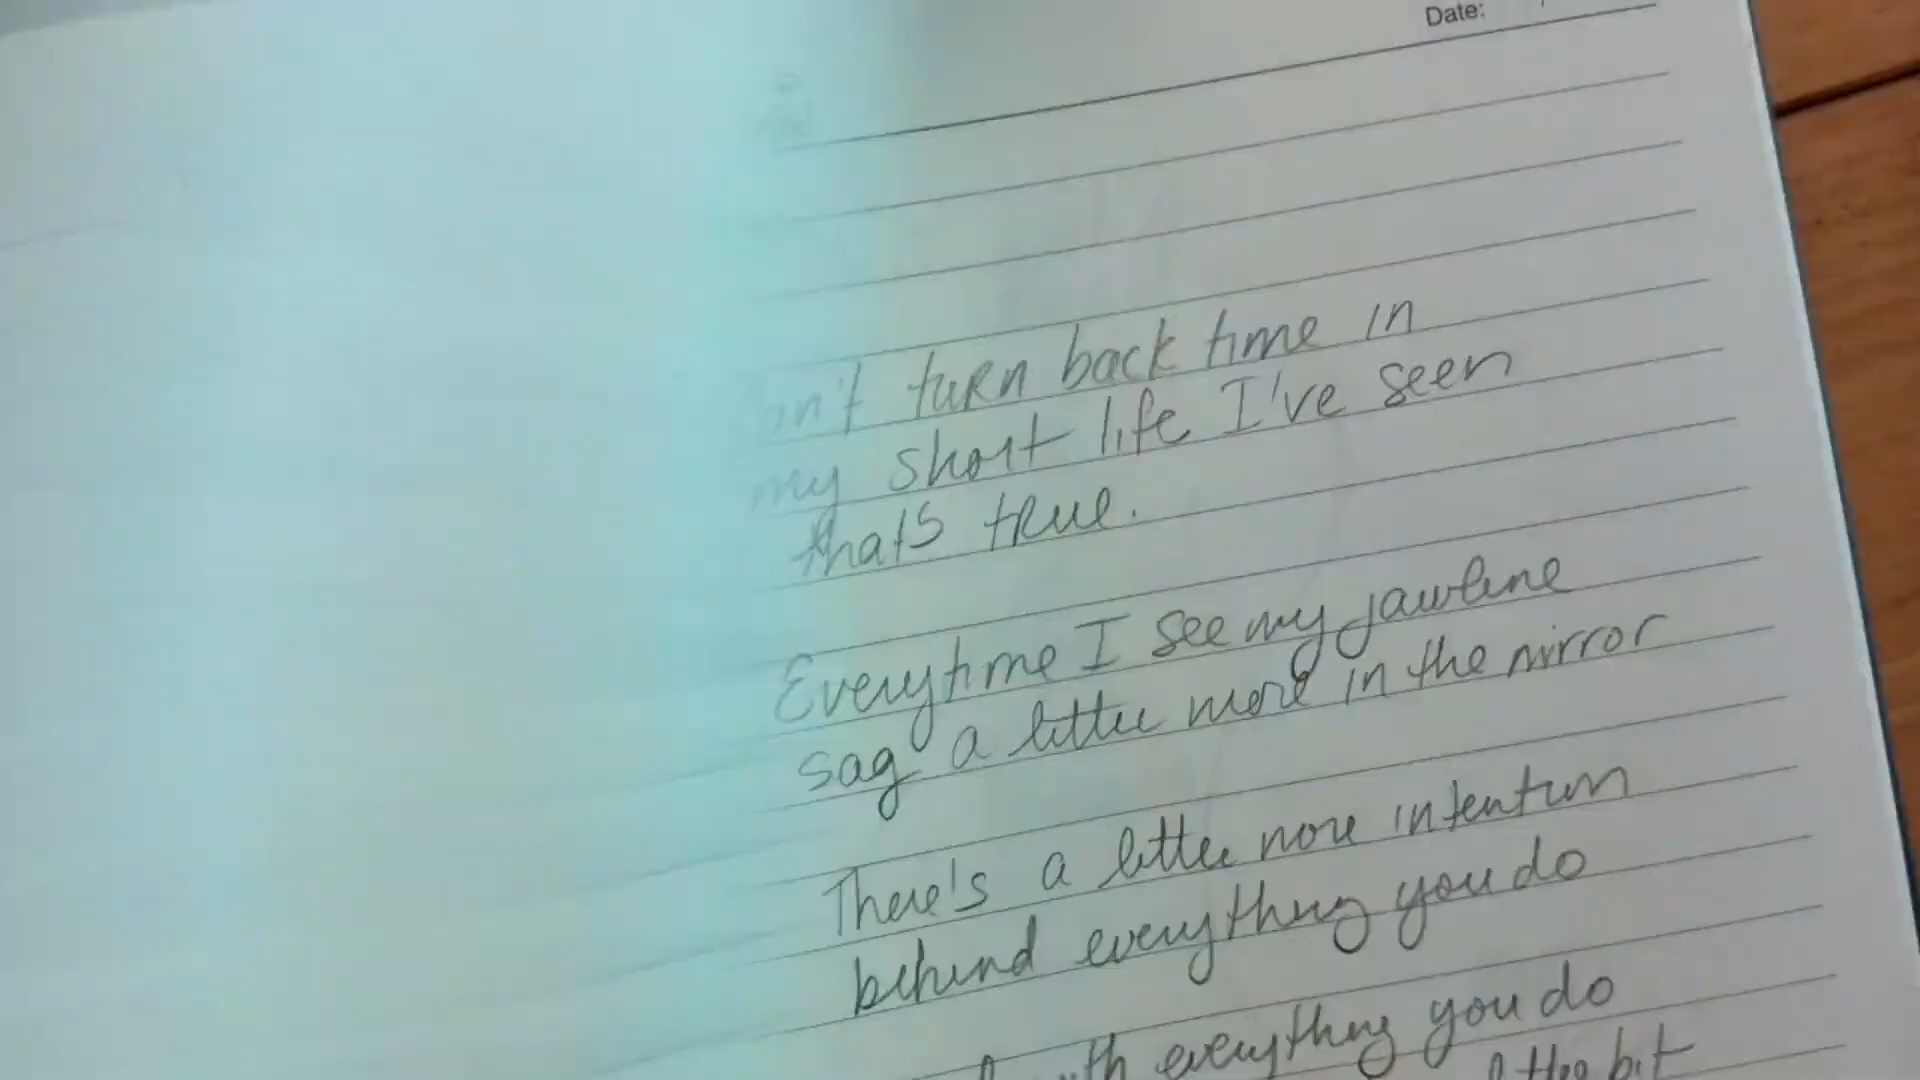 Date:
turn back time in
my short life I've seen
thats true.
Everytime I see my jawline
sag a little more in the mirror
There's a little more intention
behind everything you do
everything you do
bit